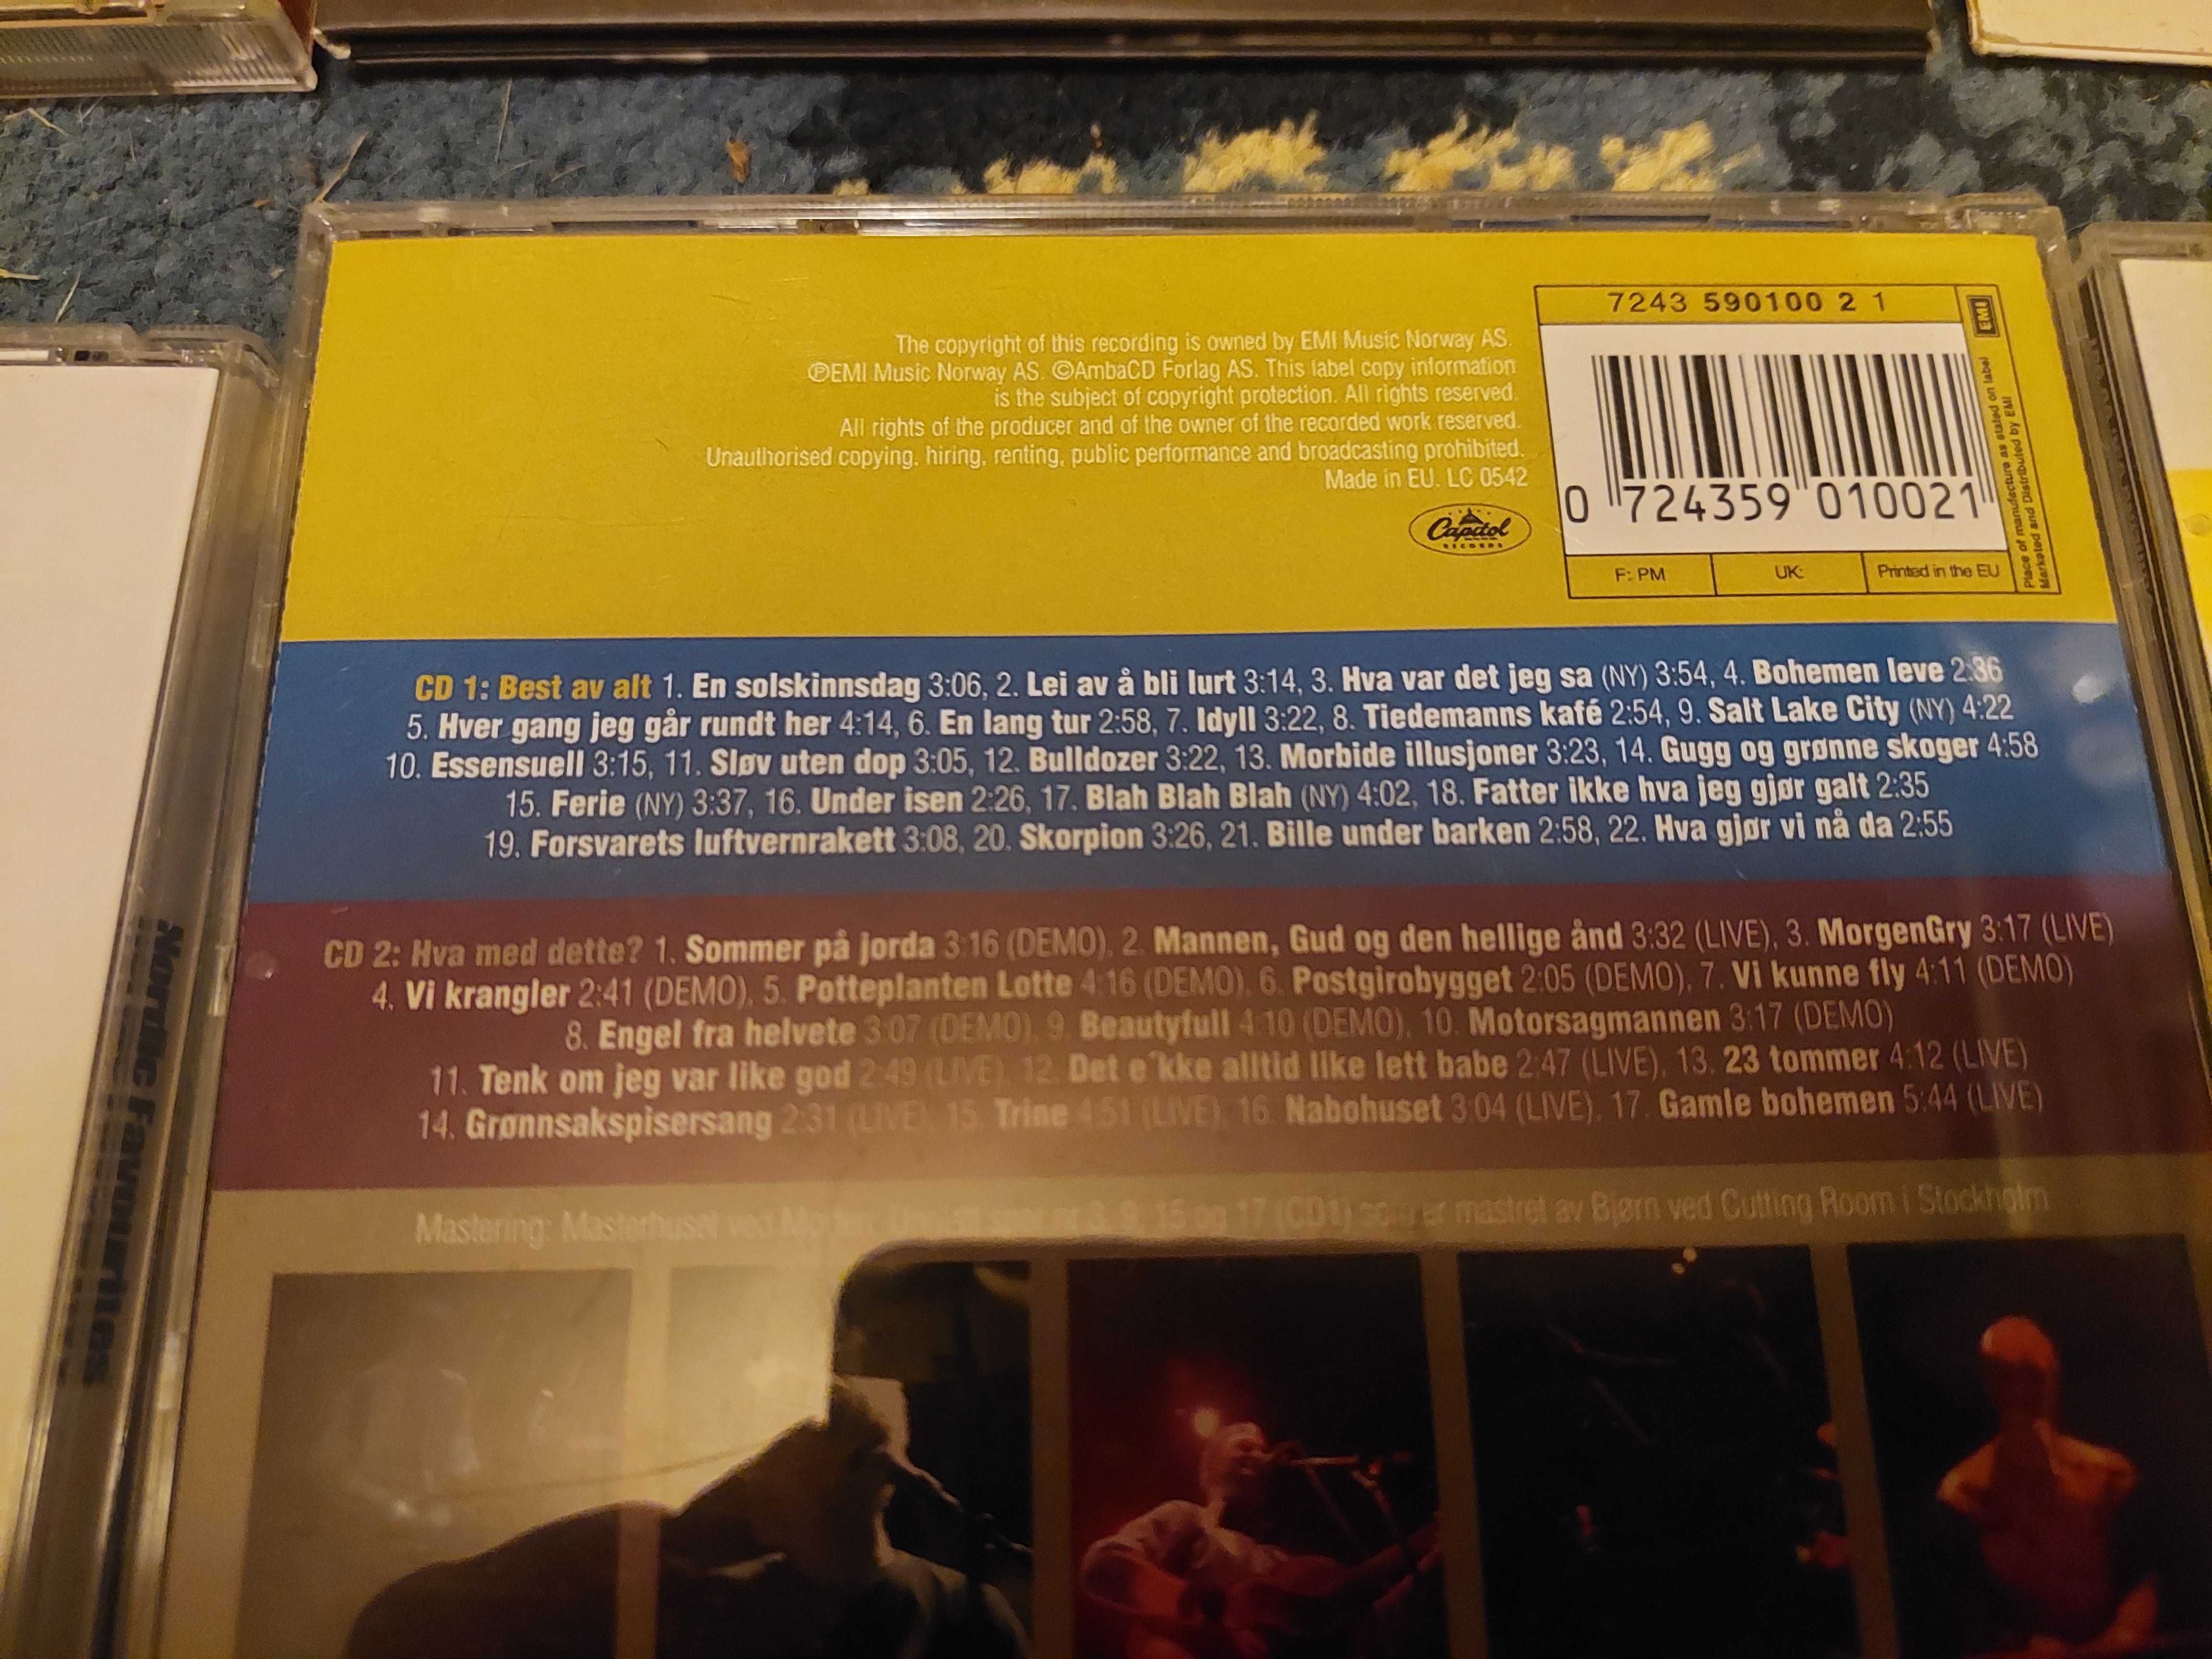 The copyright of this recording is owned by EMI Music Norway AS.
ⓅEMI Music Norway AS. ©AmbaCD Forlag AS. This label copy information
is the subject of copyright protection. All rights reserved.
All rights of the producer and of the owner of the recorded work reserved.
Unauthorised copying, hiring, renting, public performance and broadcasting prohibited.
Made in EU. LC 0542
Capitol
RECORDS
7243 590100 2 1
EMI
0 724359 010021
F: PM
UK:
Printed in the EU
Place of manufacture as stated on label
Marketed and Distributed by EMI
CD 1: Best av alt 1. En solskinnsdag 3:06, 2. Lei av å bli lurt 3:14, 3. Hva var det jeg sa (NY) 3:54, 4. Bohemen leve 2:36
5. Hver gang jeg går rundt her 4:14, 6. En lang tur 2:58, 7. Idyll 3:22, 8. Tiedemanns kafé 2:54, 9. Salt Lake City (NY) 4:22
10. Essensuell 3:15, 11. Sløv uten dop 3:05, 12. Bulldozer 3:22, 13. Morbide illusjoner 3:23, 14. Gugg og grønne skoger 4:58
15. Ferie (NY) 3:37, 16. Under isen 2:26, 17. Blah Blah Blah (NY) 4:02, 18. Fatter ikke hva jeg gjør galt 2:35
19. Forsvarets luftvernrakett 3:08, 20. Skorpion 3:26, 21. Bille under barken 2:58, 22. Hva gjør vi nå da 2:55
CD 2: Hva med dette? 1. Sommer på jorda 3:16 (DEMO), 2. Mannen, Gud og den hellige ånd 3:32 (LIVE), 3. MorgenGry 3:17 (LIVE)
4. Vi krangler 2:41 (DEMO), 5. Potteplanten Lotte 4:16 (DEMO), 6. Postgirobygget 2:05 (DEMO), 7. Vi kunne fly 4:11 (DEMO)
8. Engel fra helvete 3:07 (DEMO), 9. Beautyfull 4:10 (DEMO), 10. Motorsagmannen 3:17 (DEMO)
11. Tenk om jeg var like god 2:49 (LIVE), 12. Det e´kke alltid like lett babe 2:47 (LIVE), 13. 23 tommer 4:12 (LIVE)
14. Grønnsakspisersang 2:31 (LIVE), 15. Trine 4:51 (LIVE), 16. Nabohuset 3:04 (LIVE), 17. Gamle bohemen 5:44 (LIVE)
Mastering: Masterhuset ved 3, 9, 15 og 17 (CD1) som er mastret av Bjørn ved Cutting Room i Stockholm
Nordic Favourites